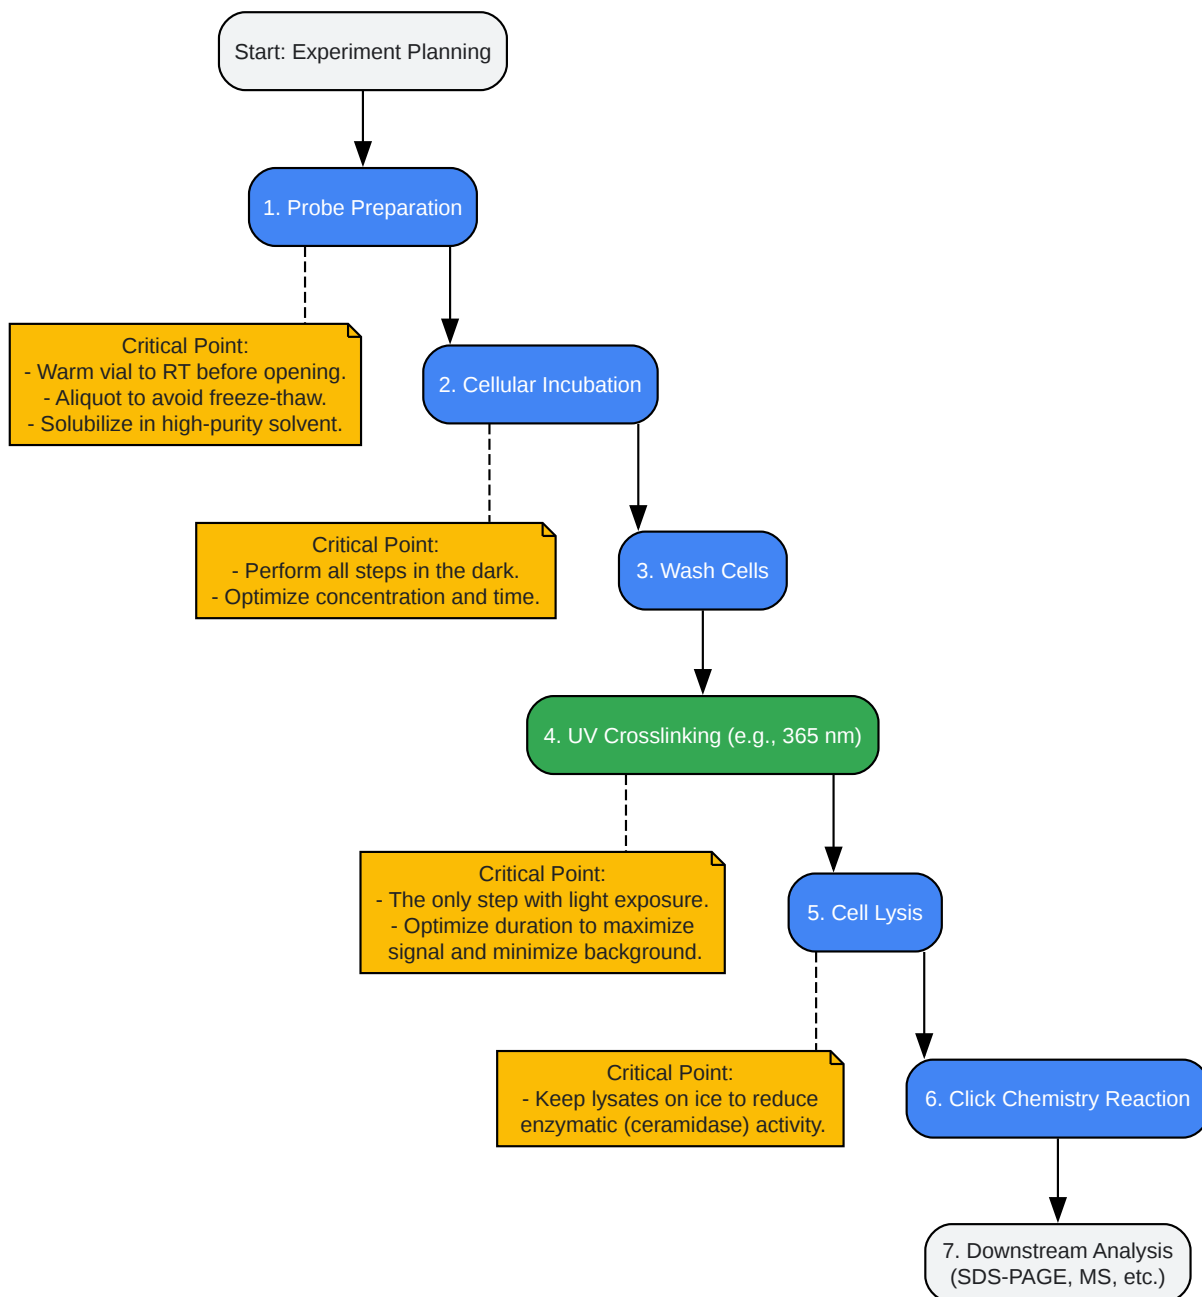 Start: Experiment Planning
1. Probe Preparation
Critical Point:
- Warm vial to RT before opening.
- Aliquot to avoid freeze-thaw.
- Solubilize in high-purity solvent.
2. Cellular Incubation
Critical Point:
- Perform all steps in the dark.
- Optimize concentration and time.
3. Wash Cells
4. UV Crosslinking (e.g., 365 nm)
Critical Point:
- The only step with light exposure.
- Optimize duration to maximize
signal and minimize background.
5. Cell Lysis
Critical Point:
- Keep lysates on ice to reduce
enzymatic (ceramidase) activity.
6. Click Chemistry Reaction
7. Downstream Analysis
(SDS-PAGE, MS, etc.)